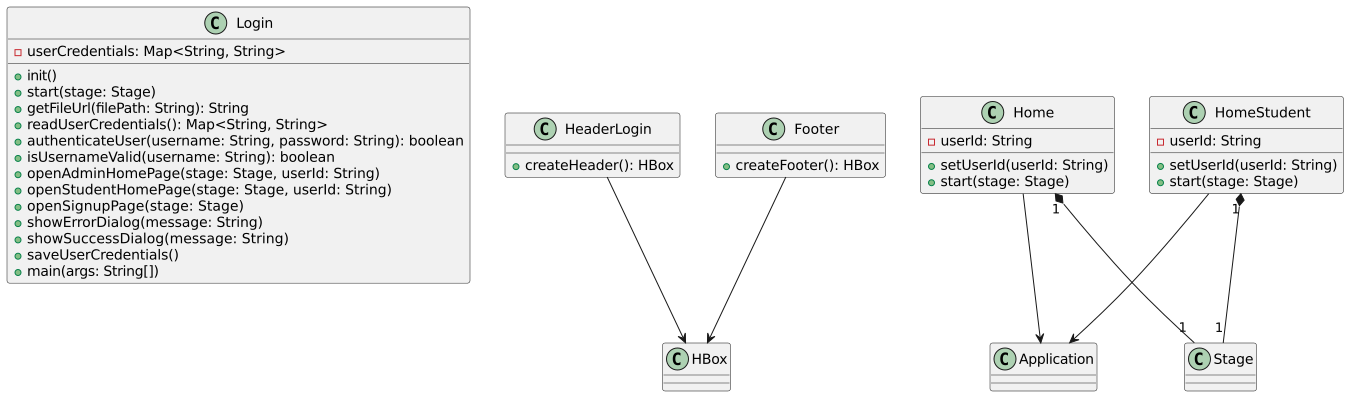 C Login
userCredentials: Map<String, String>
init()
start(stage: Stage)
getFileUrl(filePath: String): String
readUserCredentials(): Map<String, String>
authenticateUser(username: String, password: String): boolean
isUsernameValid(username: String): boolean
openAdminHomePage(stage: Stage, userId: String)
openStudentHomePage(stage: Stage, userId: String)
openSignupPage(stage: Stage)
showErrorDialog(message: String)
showSuccessDialog(message: String)
saveUserCredentials()
main(args: String[])
C HeaderLogin
createHeader(): HBox
C Footer
createFooter(): HBox
C Home
userId: String
setUserId(userId: String)
start(stage: Stage)
C HomeStudent
userId: String
setUserId(userId: String)
start(stage: Stage)
1
1
1
1
C HBox
C Application
C Stage